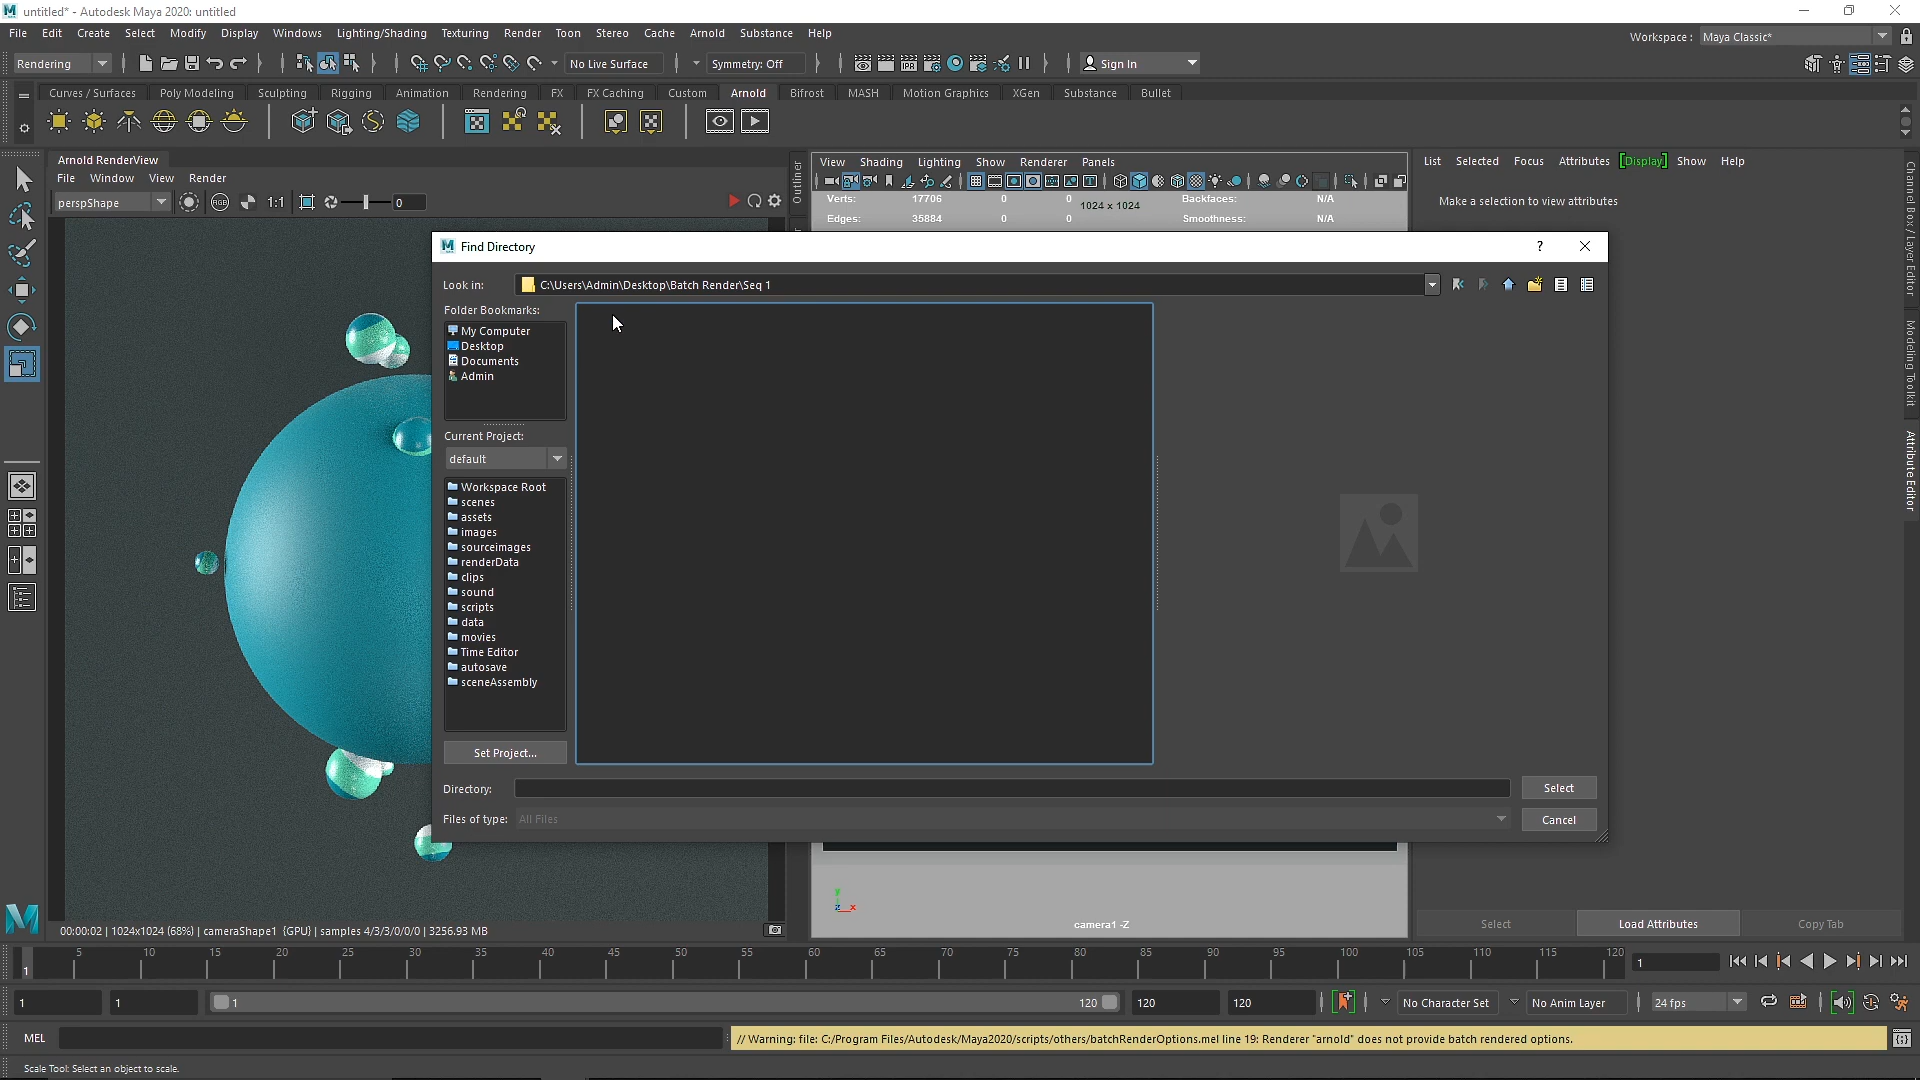 untitled* - Autodesk Maya 2020: untitled
File Edit Create Select Modify Display Windows Lighting/Shading Texturing Render Toon Stereo Cache Arnold Substance Help
Workspace : Maya Classic*
Rendering No Live Surface Symmetry: Off Sign In
Curves / Surfaces Poly Modeling Sculpting Rigging Animation Rendering FX FX Caching Custom Arnold Bifrost MASH Motion Graphics XGen Substance Bullet
Arnold RenderView
File Window View Render
perspShape RGB 1:1 0
Outliner
View Shading Lighting Show Renderer Panels
Verts: 17706 0 0 1024 x 1024 Backfaces: N/A
Edges: 35884 0 0 Smoothness: N/A
List Selected Focus Attributes Display Show Help
Make a selection to view attributes
Channel Box / Layer Editor
Modeling Toolkit
Attribute Editor
Find Directory
?
Look in: C:\Users\Admin\Desktop\Batch Render\Seq 1
Folder Bookmarks:
My Computer
Desktop
Documents
Admin
Current Project:
default
Workspace Root
scenes
assets
images
sourceimages
renderData
clips
sound
scripts
data
movies
Time Editor
autosave
sceneAssembly
Set Project...
Directory: Select
Files of type: All Files Cancel
camera1 -Z
00:00:02 | 1024x1024 (68%) | cameraShape1 {GPU} | samples 4/3/3/0/0/0 | 3256.93 MB
Select Load Attributes Copy Tab
1 5 10 15 20 25 30 35 40 45 50 55 60 65 70 75 80 85 90 95 100 105 110 115 120 1
1 1 1 120 120 120 No Character Set No Anim Layer 24 fps
MEL // Warning: file: C:/Program Files/Autodesk/Maya2020/scripts/others/batchRenderOptions.mel line 19: Renderer "arnold" does not provide batch rendered options.
Scale Tool: Select an object to scale.